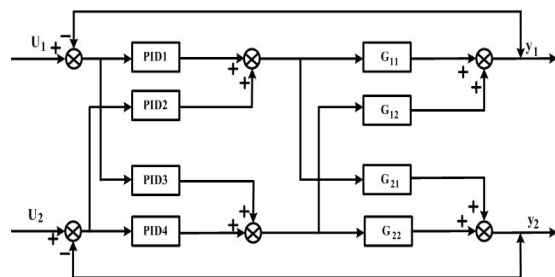 −
U₁ + PID1 + G₁₁ + y₁
+ +
PID2 G₁₂
PID3 G₂₁
+ +
U₂ + PID4 + G₂₂ + y₂
−